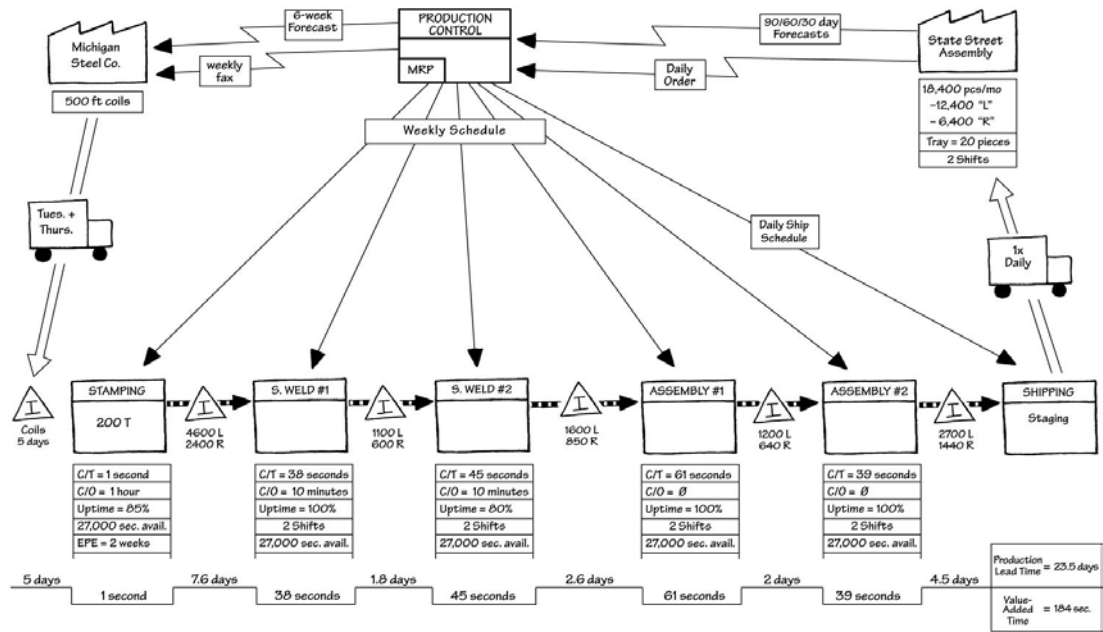 6-week
Forecast
PRODUCTION
CONTROL
90/60/30 day
Forecasts
Michigan
Steel Co.
State Street
Assembly
weekly
fax
MRP
Daily
Order
500 ft coils
18,400 pcs/mo
-12,400 "L"
- 6,400 "R"
Tray = 20 pieces
2 Shifts
Weekly Schedule
Tues. +
Thurs.
Daily Ship
Schedule
1x
Daily
I
Coils
5 days
STAMPING
200 T
I
4600 L
2400 R
S. WELD #1
I
1100 L
600 R
S. WELD #2
I
1600 L
850 R
ASSEMBLY #1
I
1200 L
640 R
ASSEMBLY #2
I
2700 L
1440 R
SHIPPING
Staging
C/T = 1 second
C/O = 1 hour
Uptime = 85%
27,000 sec. avail.
EPE = 2 weeks
C/T = 38 seconds
C/O = 10 minutes
Uptime = 100%
2 Shifts
27,000 sec. avail.
C/T = 45 seconds
C/O = 10 minutes
Uptime = 80%
2 Shifts
27,000 sec. avail.
C/T = 61 seconds
C/O = Ø
Uptime = 100%
2 Shifts
27,000 sec. avail.
C/T = 39 seconds
C/O = Ø
Uptime = 100%
2 Shifts
27,000 sec. avail.
5 days
7.6 days
1.8 days
2.6 days
2 days
4.5 days
1 second
38 seconds
45 seconds
61 seconds
39 seconds
Production
Lead Time = 23.5 days
Value-
Added = 184 sec.
Time